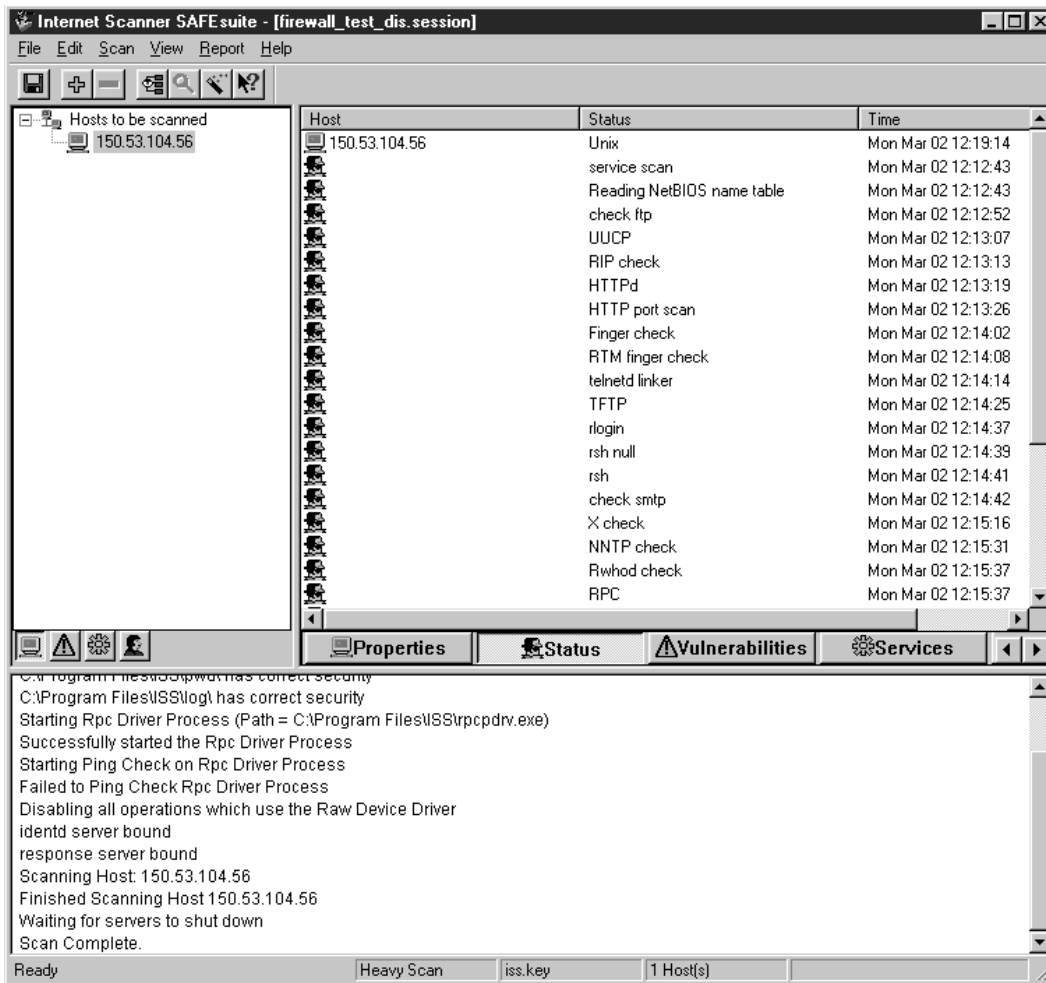 Internet Scanner SAFEsuite - [firewall_test_dis.session]
File Edit Scan View Report Help
Hosts to be scanned
150.53.104.56
Host Status Time
150.53.104.56 Unix Mon Mar 02 12:19:14
service scan Mon Mar 02 12:12:43
Reading NetBIOS name table Mon Mar 02 12:12:43
check ftp Mon Mar 02 12:12:52
UUCP Mon Mar 02 12:13:07
RIP check Mon Mar 02 12:13:13
HTTPd Mon Mar 02 12:13:19
HTTP port scan Mon Mar 02 12:13:26
Finger check Mon Mar 02 12:14:02
RTM finger check Mon Mar 02 12:14:08
telnetd linker Mon Mar 02 12:14:14
TFTP Mon Mar 02 12:14:25
rlogin Mon Mar 02 12:14:37
rsh null Mon Mar 02 12:14:39
rsh Mon Mar 02 12:14:41
check smtp Mon Mar 02 12:14:42
X check Mon Mar 02 12:15:16
NNTP check Mon Mar 02 12:15:31
Rwhod check Mon Mar 02 12:15:37
RPC Mon Mar 02 12:15:37
Properties Status Vulnerabilities Services
C:\Program Files\ISS\pwd\ has correct security
C:\Program Files\ISS\log\ has correct security
Starting Rpc Driver Process (Path = C:\Program Files\ISS\rpcpdrv.exe)
Successfully started the Rpc Driver Process
Starting Ping Check on Rpc Driver Process
Failed to Ping Check Rpc Driver Process
Disabling all operations which use the Raw Device Driver
identd server bound
response server bound
Scanning Host: 150.53.104.56
Finished Scanning Host 150.53.104.56
Waiting for servers to shut down
Scan Complete.
Ready Heavy Scan iss.key 1 Host(s)